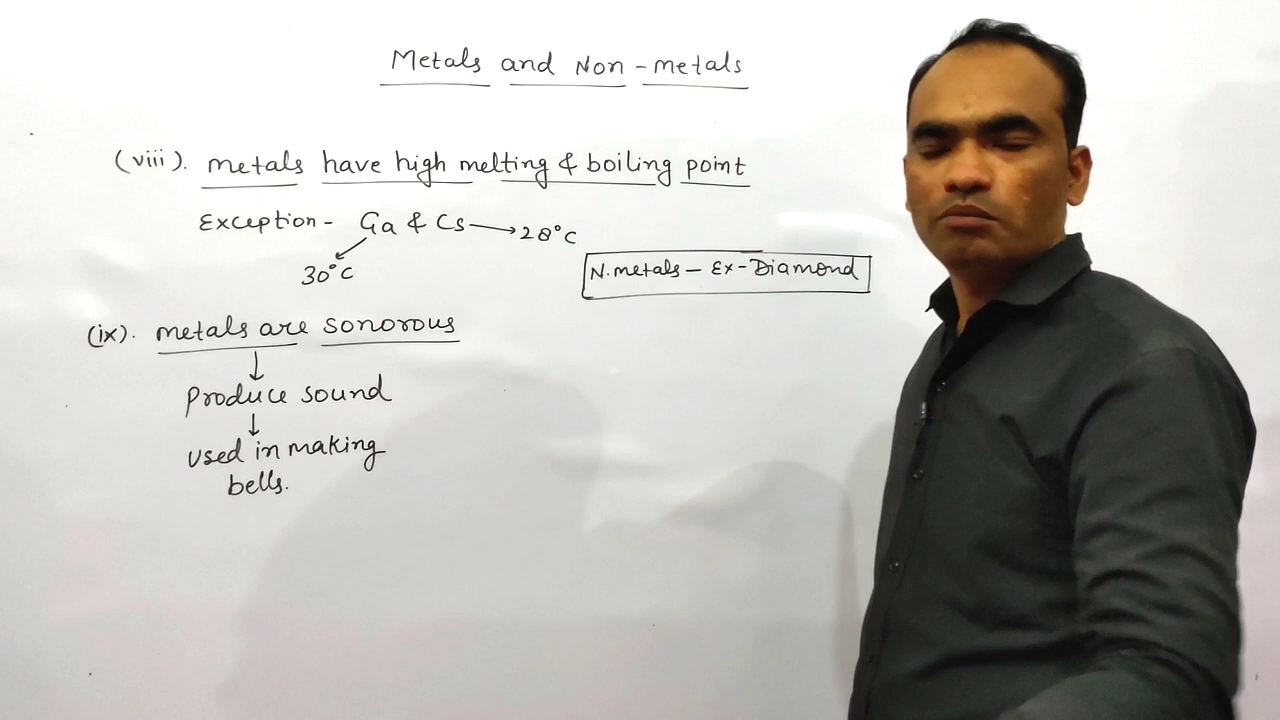 Metals and Non-metals
(viii). Metals have high melting & boiling point
Exception - Ga & Cs → 28°C
30°C
N.metals - Ex-Diamond
(ix). Metals are sonorous
↓
Produce sound
↓
used in making
bells.